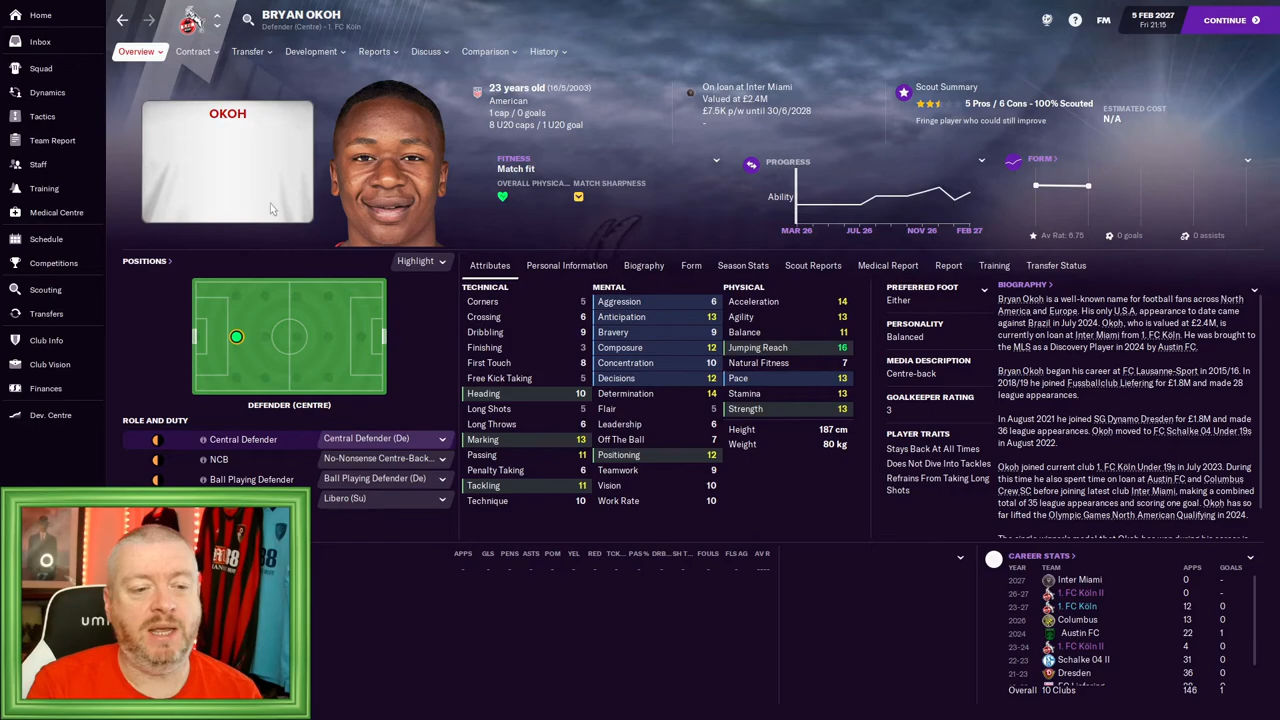 Home
Inbox
Squad
Dynamics
Tactics
Team Report
Staff
Training
Medical Centre
Schedule
Competitions
Scouting
Transfers
Club Info
Club Vision
Finances
Dev. Centre
BRYAN OKOH
Defender (Centre) - 1. FC Köln
FM
5 FEB 2027
Fri 21:15
CONTINUE
Overview
Contract
Transfer
Development
Reports
Discuss
Comparison
History
OKOH
23 years old (16/5/2003)
American
1 cap / 0 goals
8 U20 caps / 1 U20 goal
On loan at Inter Miami
Valued at £2.4M
£7.5K p/w until 30/6/2028
-
Scout Summary
5 Pros / 6 Cons - 100% Scouted
Fringe player who could still improve
ESTIMATED COST
N/A
FITNESS
Match fit
OVERALL PHYSICA... MATCH SHARPNESS
PROGRESS
Ability
MAR 26 JUL 26 NOV 26 FEB 27
FORM
Av Rat: 6.75 0 goals 0 assists
POSITIONS
Highlight
DEFENDER (CENTRE)
ROLE AND DUTY
Central Defender Central Defender (De)
NCB No-Nonsense Centre-Back...
Ball Playing Defender Ball Playing Defender (De)
Libero (Su)
Attributes Personal Information Biography Form Season Stats Scout Reports Medical Report Report Training Transfer Status
TECHNICAL
Corners 5
Crossing 6
Dribbling 9
Finishing 3
First Touch 8
Free Kick Taking 5
Heading 10
Long Shots 5
Long Throws 6
Marking 13
Passing 11
Penalty Taking 6
Tackling 11
Technique 10
MENTAL
Aggression 6
Anticipation 13
Bravery 9
Composure 12
Concentration 10
Decisions 12
Determination 14
Flair 5
Leadership 6
Off The Ball 7
Positioning 12
Teamwork 9
Vision 10
Work Rate 10
PHYSICAL
Acceleration 14
Agility 13
Balance 11
Jumping Reach 16
Natural Fitness 7
Pace 13
Stamina 13
Strength 13
Height 187 cm
Weight 80 kg
PREFERRED FOOT
Either
PERSONALITY
Balanced
MEDIA DESCRIPTION
Centre-back
GOALKEEPER RATING
3
PLAYER TRAITS
Stays Back At All Times
Does Not Dive Into Tackles
Refrains From Taking Long
Shots
BIOGRAPHY
Bryan Okoh is a well-known name for football fans across North
America and Europe. His only U.S.A. appearance to date came
against Brazil in July 2024. Okoh, who is valued at £2.4M, is
currently on loan at Inter Miami from 1. FC Köln. He was brought to
the MLS as a Discovery Player in 2024 by Austin FC.
Bryan Okoh began his career at FC Lausanne-Sport in 2015/16. In
2018/19 he joined Fussballclub Liefering for £1.8M and made 28
league appearances.
In August 2021 he joined SG Dynamo Dresden for £1.8M and made
36 league appearances. Okoh moved to FC Schalke 04 Under 19s
in August 2022.
Okoh joined current club 1. FC Köln Under 19s in July 2023. During
this time he also spent time on loan at Austin FC and Columbus
Crew SC before joining latest club Inter Miami, making a combined
total of 35 league appearances and scoring one goal. Okoh has
so far lifted the Olympic Games North American Qualifying in 2024.
APPS GLS PENS ASTS POM YEL RED TCK... PAS% DRB... SH T... FOULS FLS AG AV R
- - - - - - - - - - - - - ----
CAREER STATS
YEAR TEAM APPS GOALS
2027 Inter Miami 0 -
26-27 1. FC Köln II 0 -
23-27 1. FC Köln 12 0
2026 Columbus 13 0
2024 Austin FC 22 1
23-24 1. FC Köln II 4 0
22-23 Schalke 04 II 31 0
21-23 Dresden 36 0
Overall 10 Clubs 146 1